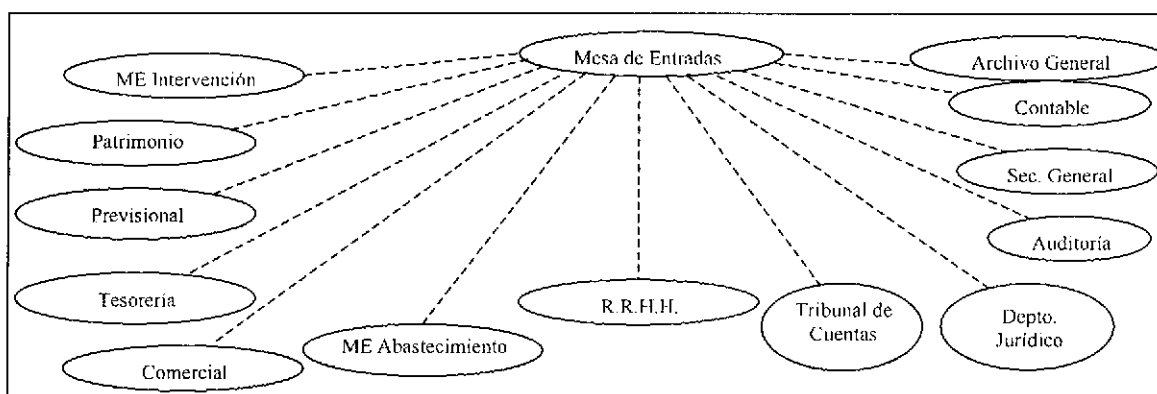 Mesa de Entradas
ME Intervención
Archivo General
Contable
Patrimonio
Sec. General
Previsional
Auditoría
Tesorería
R.R.H.H.
Tribunal de
Cuentas
Depto.
Jurídico
ME Abastecimiento
Comercial